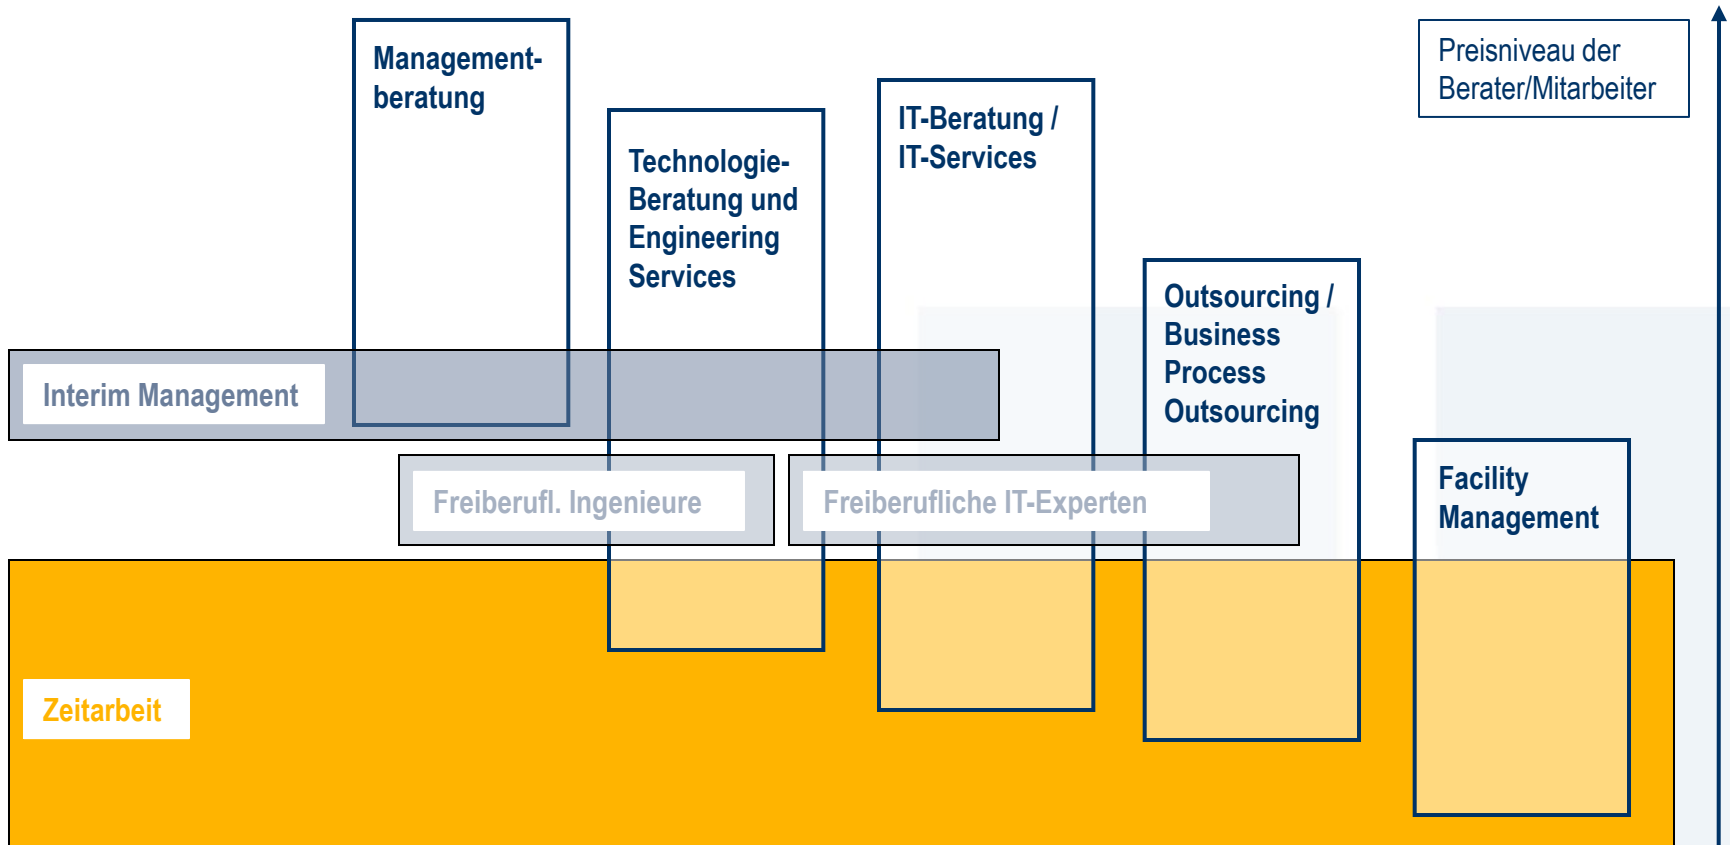 Management-
beratung
Technologie-
Beratung und
Engineering
Services
IT-Beratung /
IT-Services
Preisniveau der
Berater/Mitarbeiter
Outsourcing /
Business
Process
Outsourcing
Interim Management
Facility
Management
Freiberufl. Ingenieure
Freiberufliche IT-Experten
Zeitarbeit